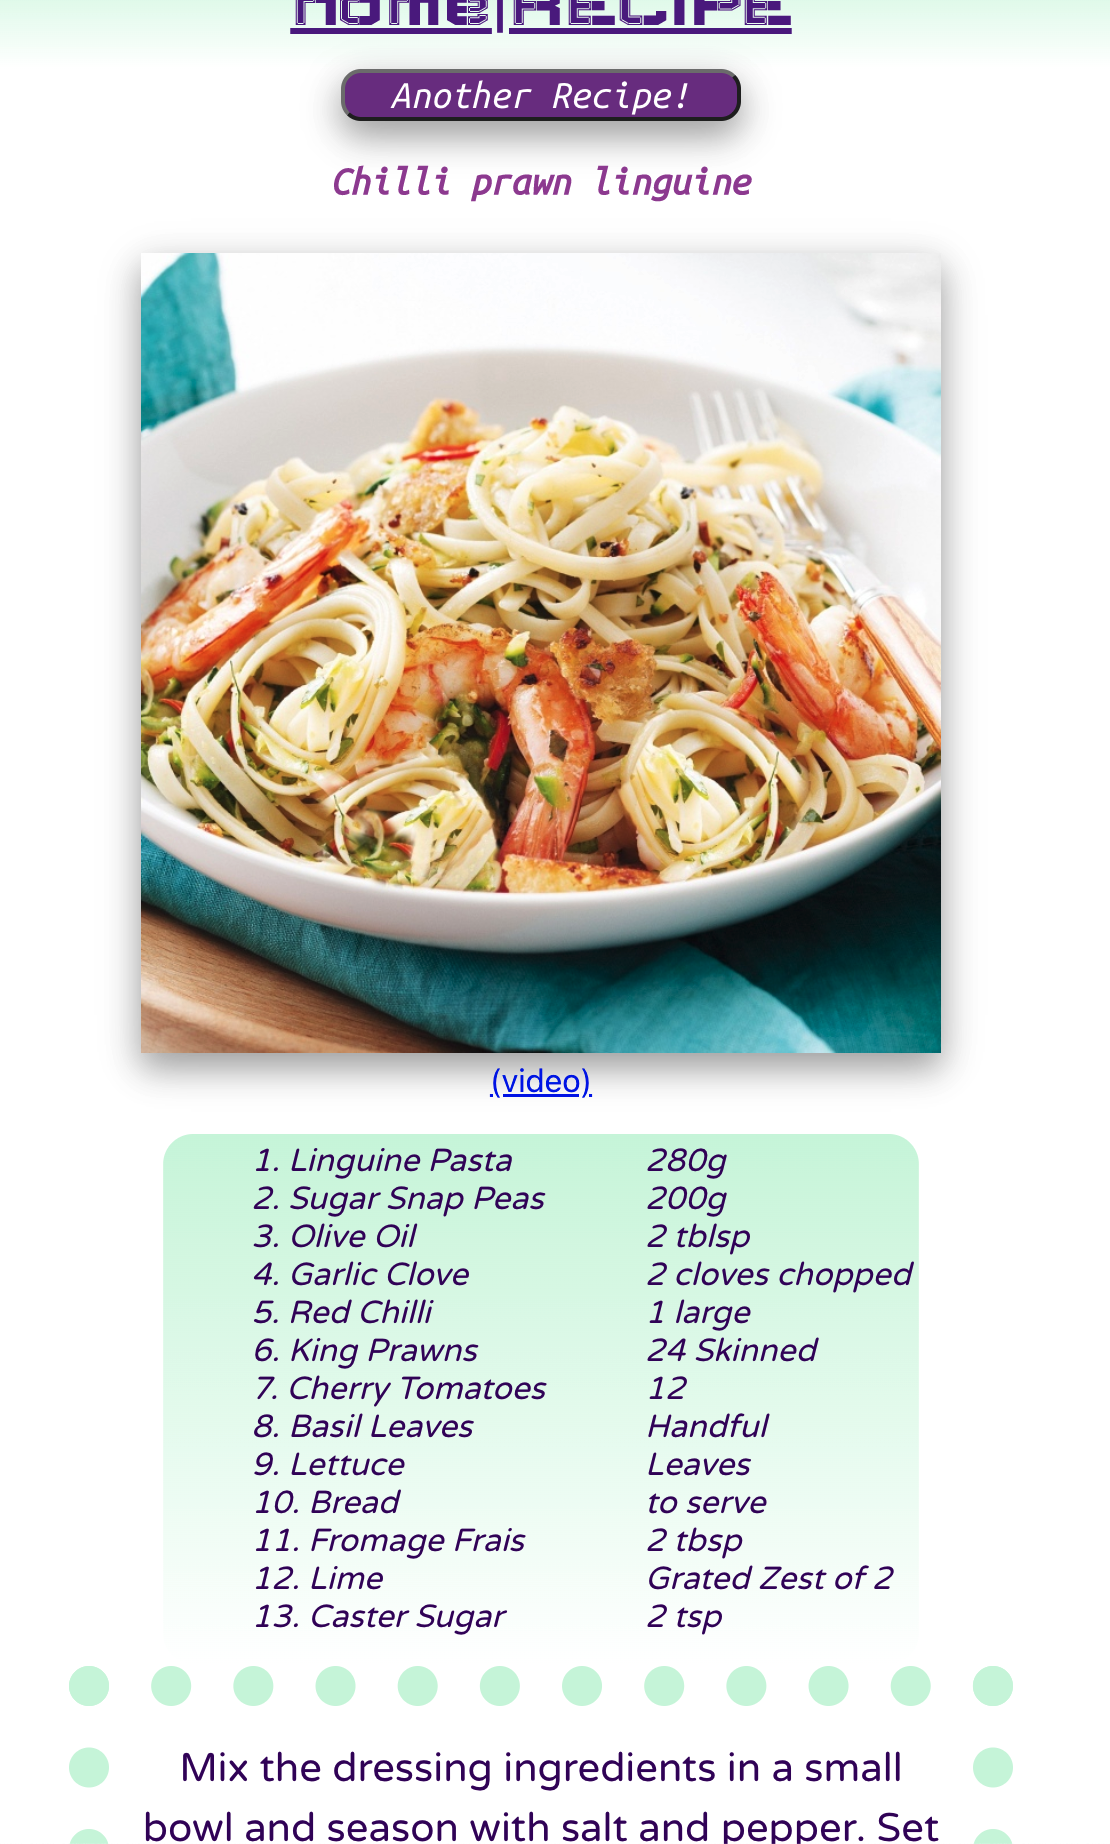 Home|RECIPE
Another Recipe!
Chilli prawn linguine
(video)
1. Linguine Pasta 280g
2. Sugar Snap Peas 200g
3. Olive Oil 2 tblsp
4. Garlic Clove 2 cloves chopped
5. Red Chilli 1 large
6. King Prawns 24 Skinned
7. Cherry Tomatoes 12
8. Basil Leaves Handful
9. Lettuce Leaves
10. Bread to serve
11. Fromage Frais 2 tbsp
12. Lime Grated Zest of 2
13. Caster Sugar 2 tsp
Mix the dressing ingredients in a small
bowl and season with salt and pepper. Set